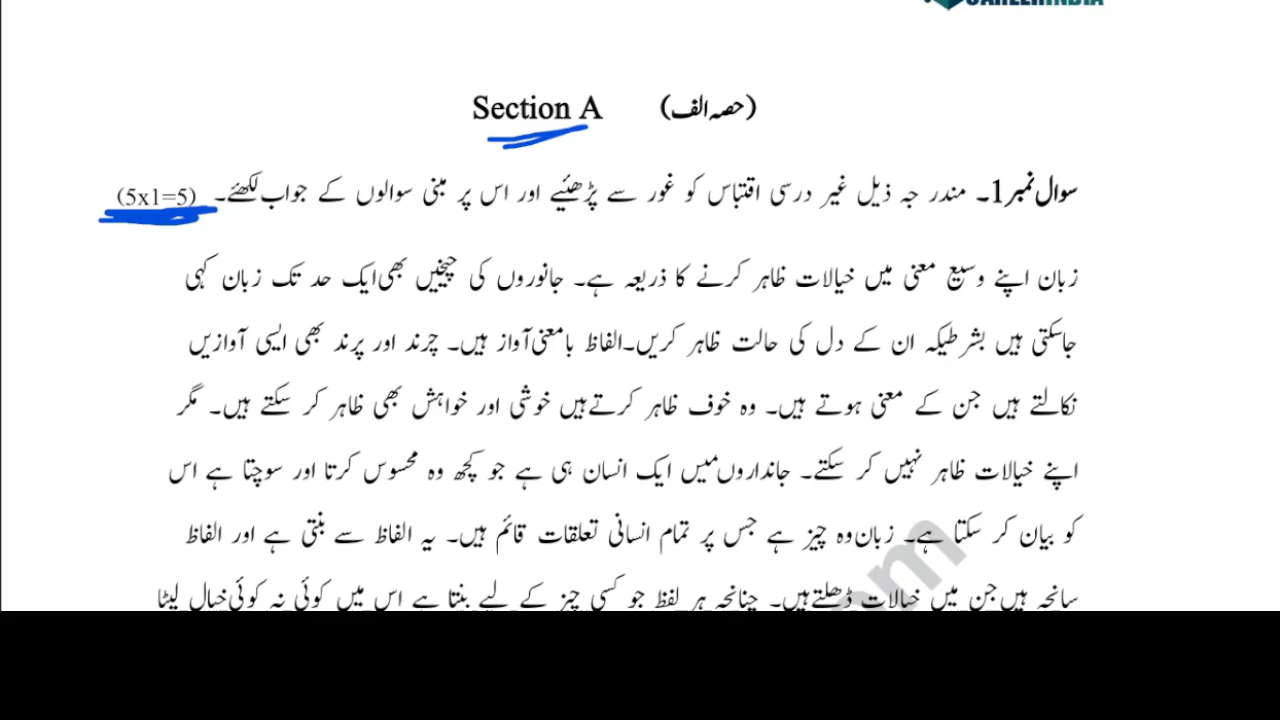 CAREERINDIA
Section A (حصہ الف)
سوال نمبر 1۔ مندر جہ ذیل غیر درسی اقتباس کو غور سے پڑھئیے اور اس پر مبنی سوالوں کے جواب لکھئے۔ (5x1=5)
زبان اپنے وسیع معنی میں خیالات ظاہر کرنے کا ذریعہ ہے۔ جانوروں کی چیخیں بھی ایک حد تک زبان کہی
جاسکتی ہیں بشرطیکہ ان کے دل کی حالت ظاہر کریں۔ الفاظ بامعنی آواز ہیں۔ چرند اور پرند بھی ایسی آوازیں
نکالتے ہیں جن کے معنی ہوتے ہیں۔ وہ خوف ظاہر کرتے ہیں خوشی اور خواہش بھی ظاہر کر سکتے ہیں۔ مگر
اپنے خیالات ظاہر نہیں کر سکتے۔ جانداروں میں ایک انسان ہی ہے جو کچھ وہ محسوس کرتا اور سوچتا ہے اس
کو بیان کر سکتا ہے۔ زبان وہ چیز ہے جس پر تمام انسانی تعلقات قائم ہیں۔ یہ الفاظ سے بنتی ہے اور الفاظ
سانچہ ہیں جن میں خیالات ڈھلتے ہیں۔ چنانچہ ہر لفظ جو کسی چیز کے لیے بنتا ہے اس میں کوئی نہ کوئی خیال لپٹا